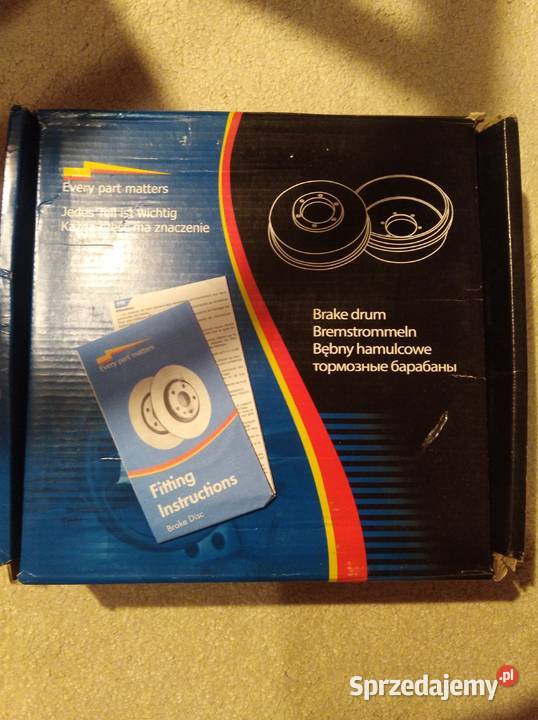 Every part matters
Jedes Teil ist wichtig
Każda część ma znaczenie
Brake drum
Bremstrommeln
Bębny hamulcowe
тормозные барабаны
Every part matters
Fitting
Instructions
Brake Disc
Sprzedajemy.pl